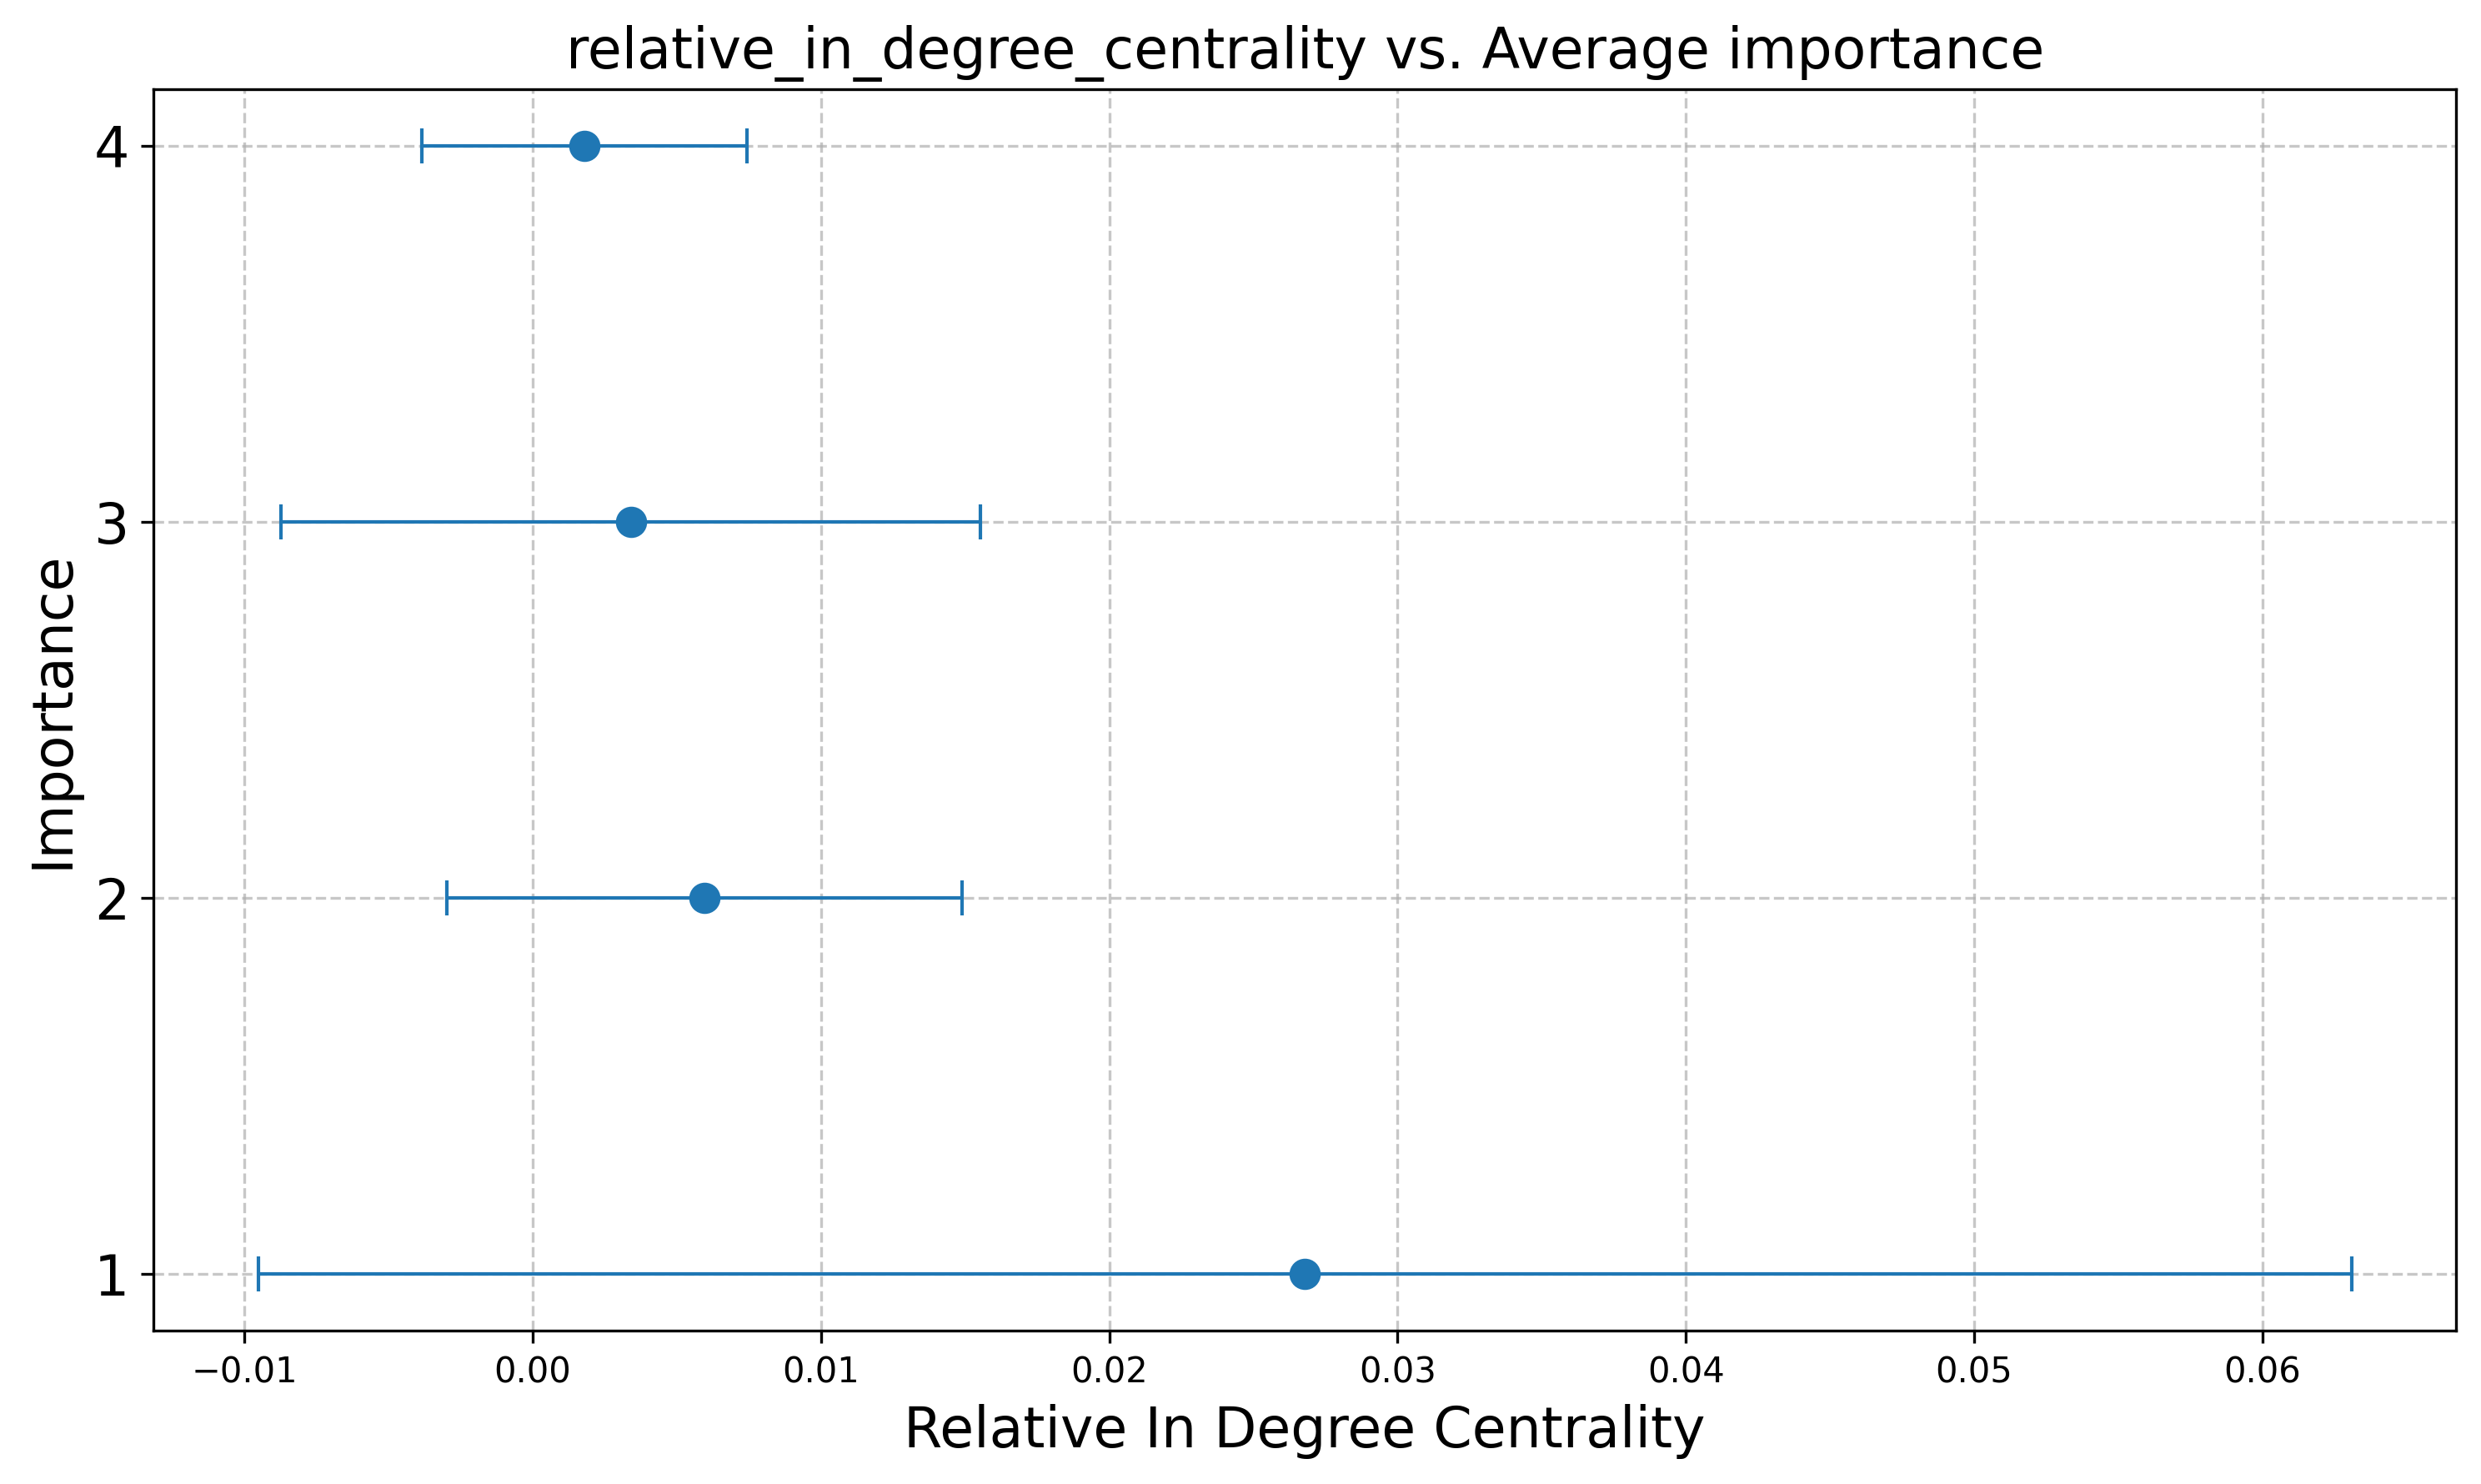 relative_in_degree_centrality vs. Average importance
4
3
2
1
Importance
−0.01 0.00 0.01 0.02 0.03 0.04 0.05 0.06
Relative In Degree Centrality